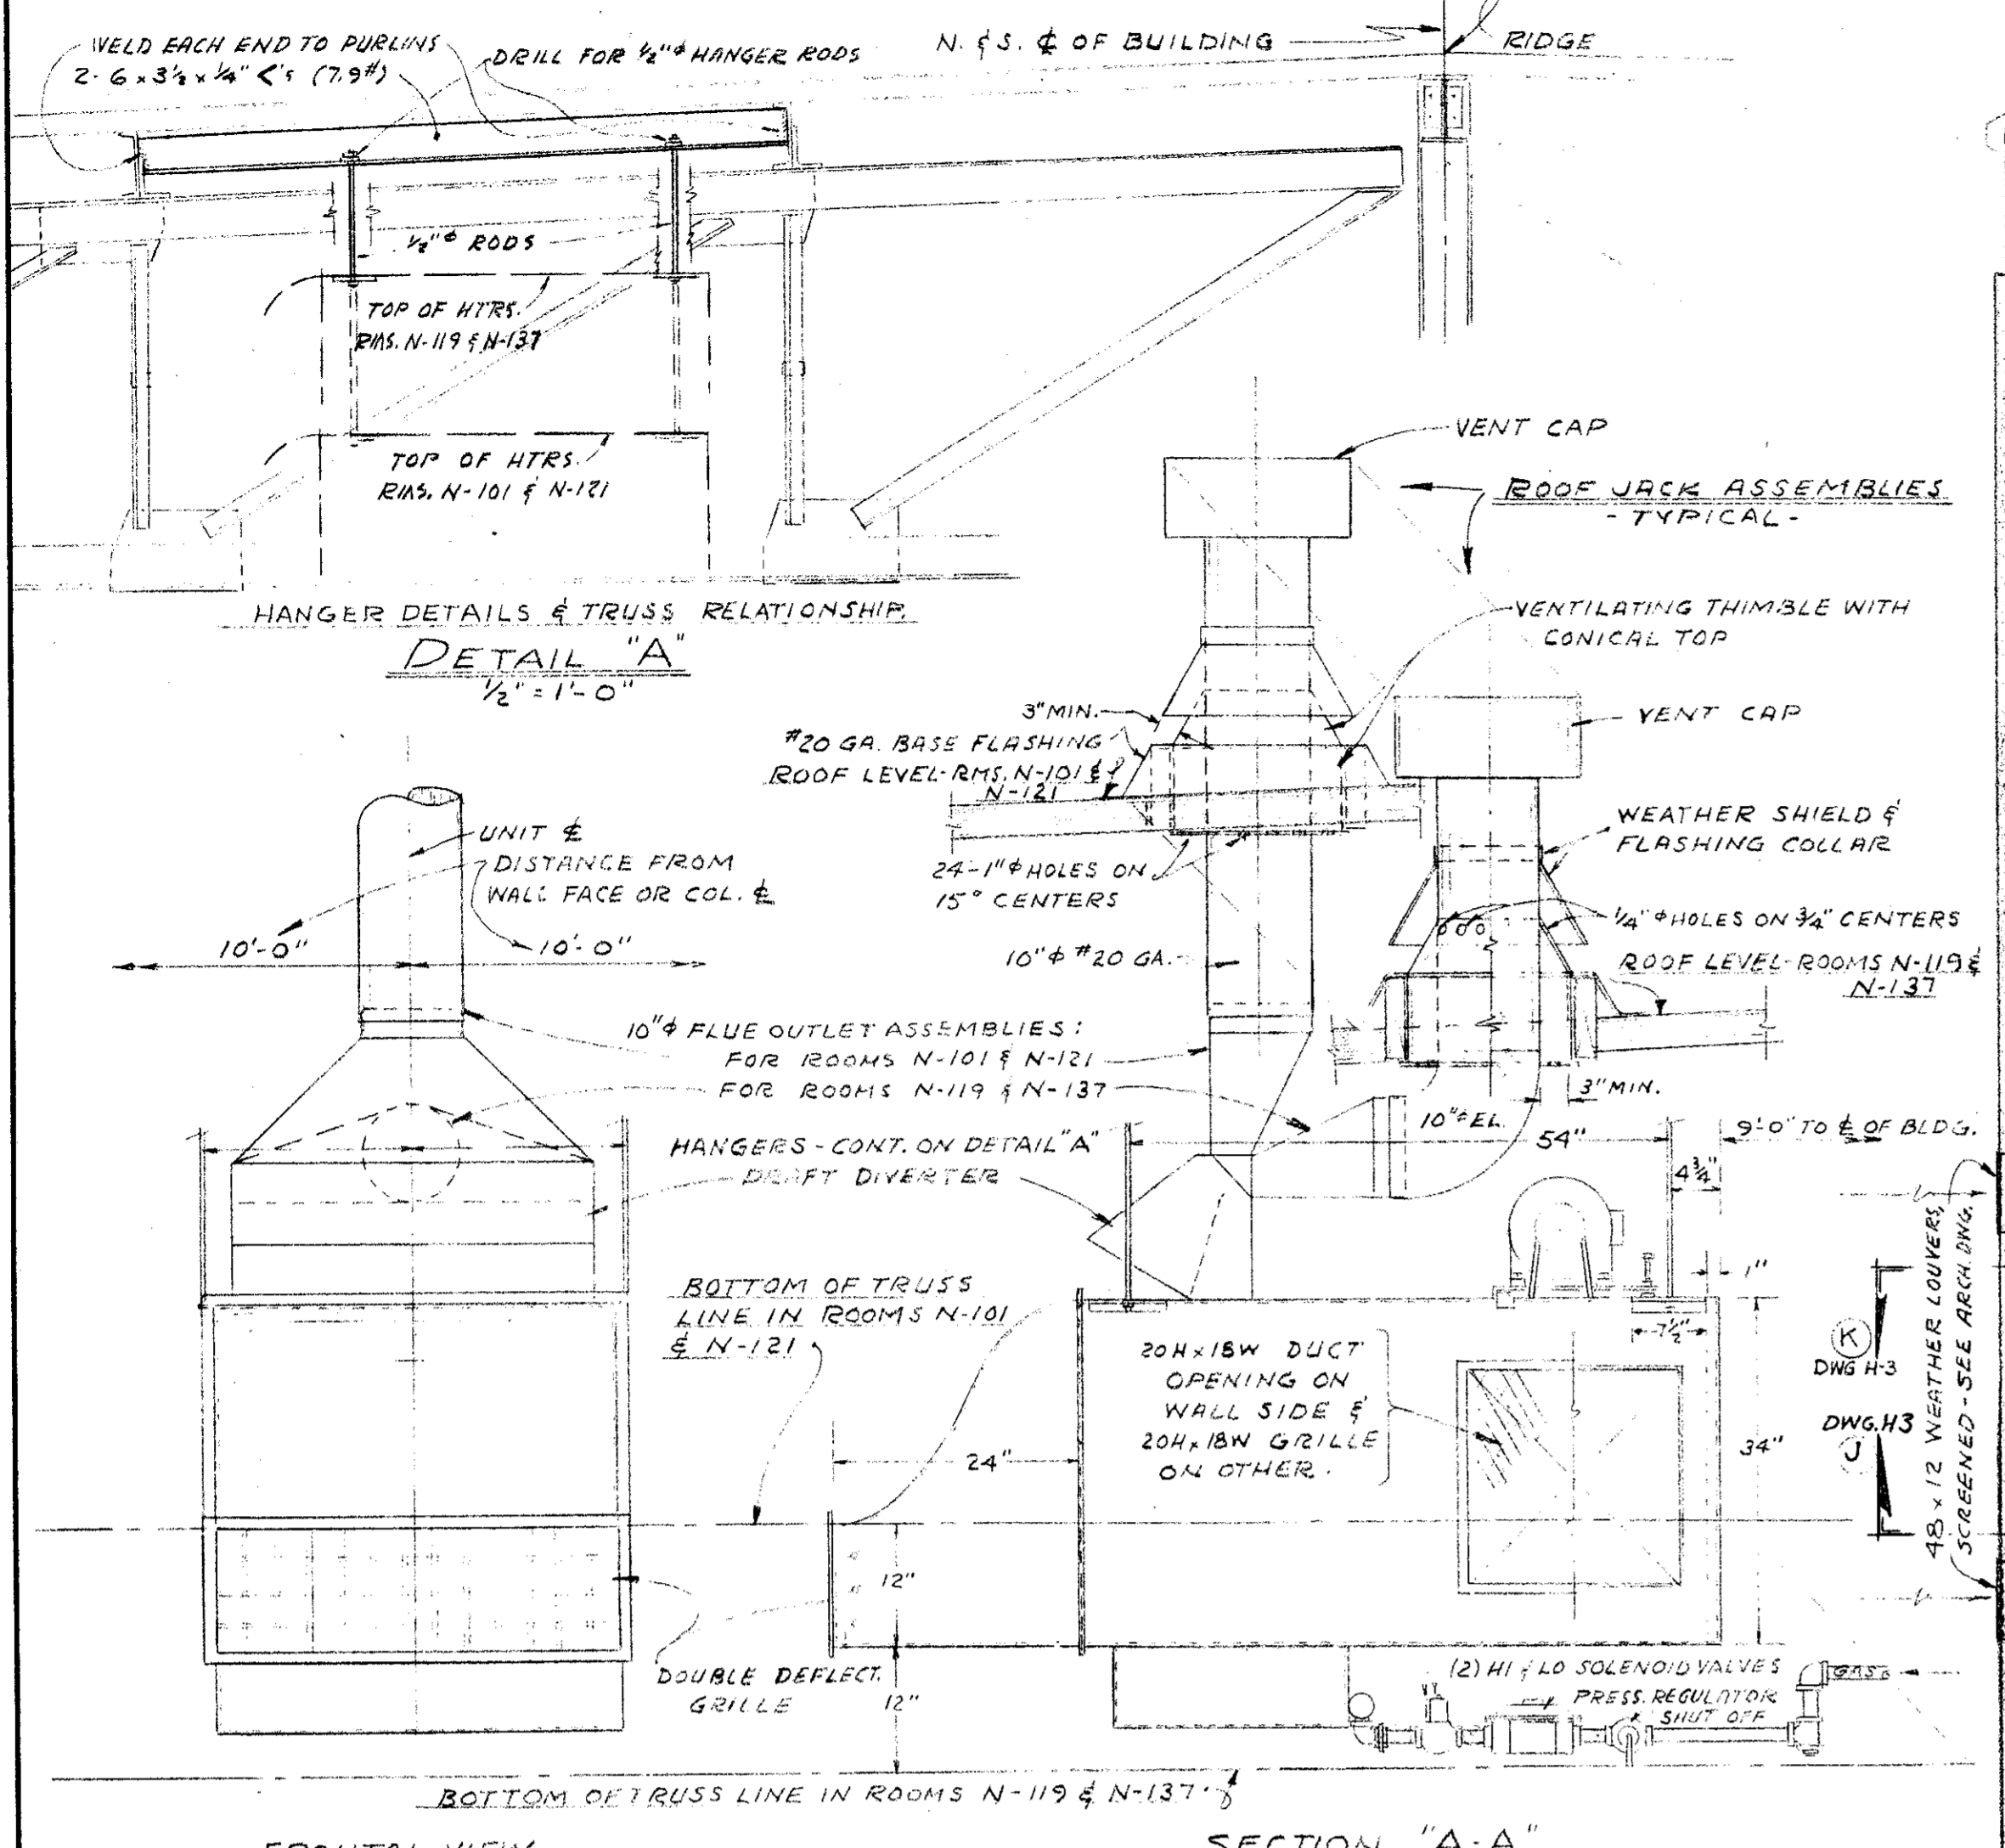 WELD EACH END TO PURLINS
2- 6 x 3½ x ¼" <'s (7.9#)
DRILL FOR ½"⌀ HANGER RODS
N. & S. ℄ OF BUILDING
RIDGE
½"⌀ RODS
TOP OF HTRS.
RMS. N-119 & N-137
TOP OF HTRS.
RMS. N-101 & N-121
HANGER DETAILS & TRUSS RELATIONSHIP.
DETAIL "A"
½" = 1'-0"
VENT CAP
ROOF JACK ASSEMBLIES
- TYPICAL -
VENTILATING THIMBLE WITH
CONICAL TOP
3" MIN.
#20 GA. BASE FLASHING
ROOF LEVEL-RMS. N-101 &
N-121
VENT CAP
WEATHER SHIELD &
FLASHING COLLAR
24-1"⌀ HOLES ON
15° CENTERS
¼"⌀ HOLES ON ¾" CENTERS
10"⌀ #20 GA.
ROOF LEVEL-ROOMS N-119 &
N-137
UNIT ℄
DISTANCE FROM
WALL FACE OR COL. ℄
10'-0"
10'-0"
10"⌀ FLUE OUTLET ASSEMBLIES:
FOR ROOMS N-101 & N-121
FOR ROOMS N-119 & N-137
3" MIN.
10"⌀ EL.
HANGERS - CONT. ON DETAIL "A"
DRAFT DIVERTER
54"
9'-0" TO ℄ OF BLDG.
4¾"
1"
7½"
BOTTOM OF TRUSS
LINE IN ROOMS N-101
& N-121
20H x 18W DUCT
OPENING ON
WALL SIDE &
20H x 18W GRILLE
ON OTHER.
24"
34"
K
DWG H-3
DWG. H3
J
48 x 12 WEATHER LOUVERS,
SCREENED - SEE ARCH. DWG.
12"
12"
DOUBLE DEFLECT.
GRILLE
(2) HI & LO SOLENOID VALVES
PRESS. REGULATOR
SHUT OFF
GAS
BOTTOM OF TRUSS LINE IN ROOMS N-119 & N-137.
FRONTAL VIEW
SECTION "A-A"